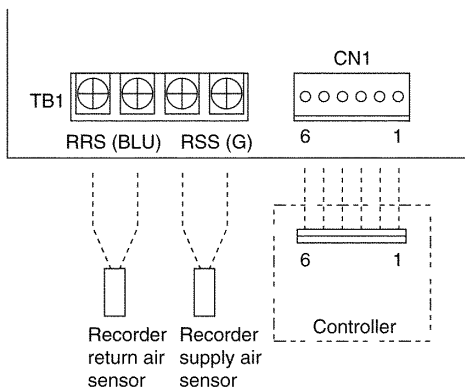 CN1
TB1
RRS (BLU) RSS (G)
6 1
6 1
Controller
Recorder
return air
sensor
Recorder
supply air
sensor